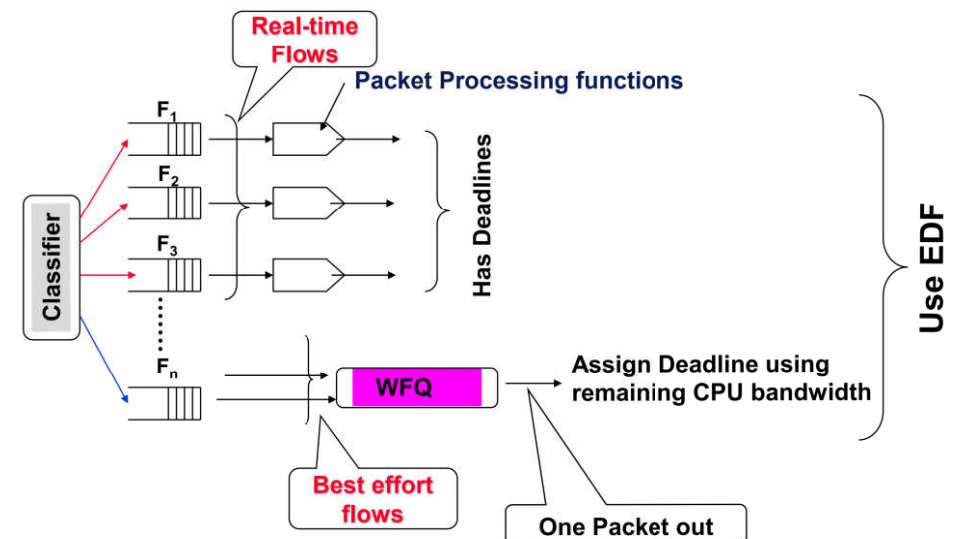 Real-time
Flows
Packet Processing functions
F1
F2
F3
Fn
Classifier
Has Deadlines
Use EDF
WFQ
Assign Deadline using
remaining CPU bandwidth
Best effort
flows
One Packet out